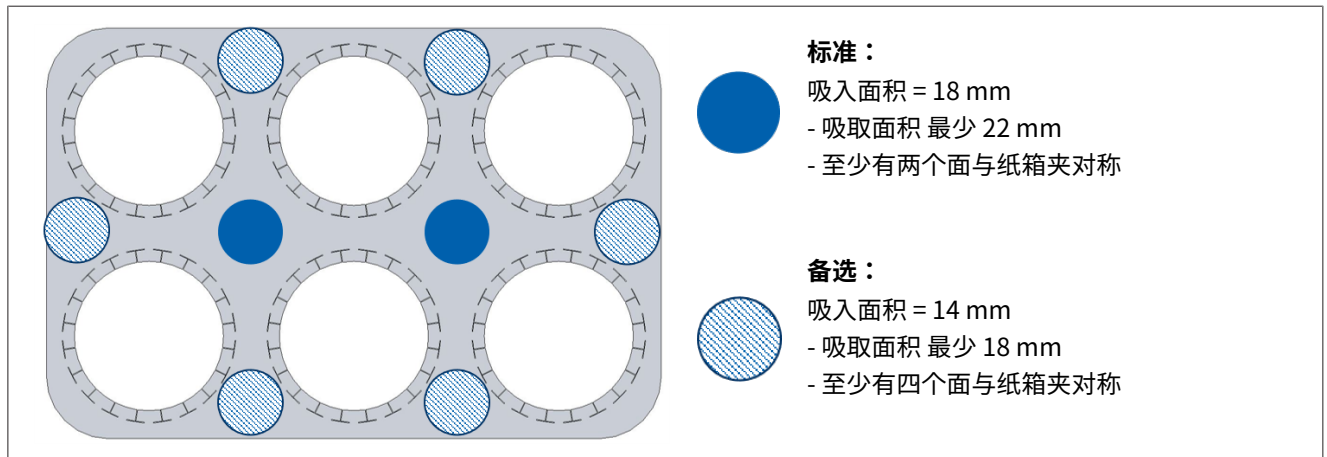 标准：
吸入面积 = 18 mm
- 吸取面积 最少 22 mm
- 至少有两个面与纸箱夹对称
备选：
吸入面积 = 14 mm
- 吸取面积 最少 18 mm
- 至少有四个面与纸箱夹对称